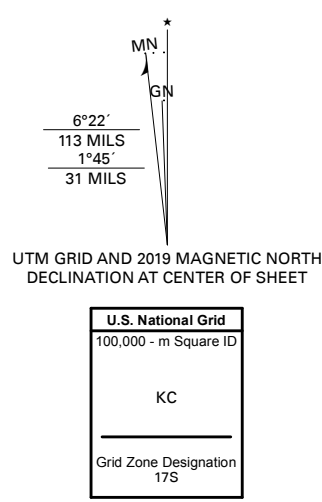 ★
MN
GN
6°22´
113 MILS
1°45´
31 MILS
UTM GRID AND 2019 MAGNETIC NORTH
DECLINATION AT CENTER OF SHEET
U.S. National Grid
100,000 - m Square ID
KC
Grid Zone Designation
17S